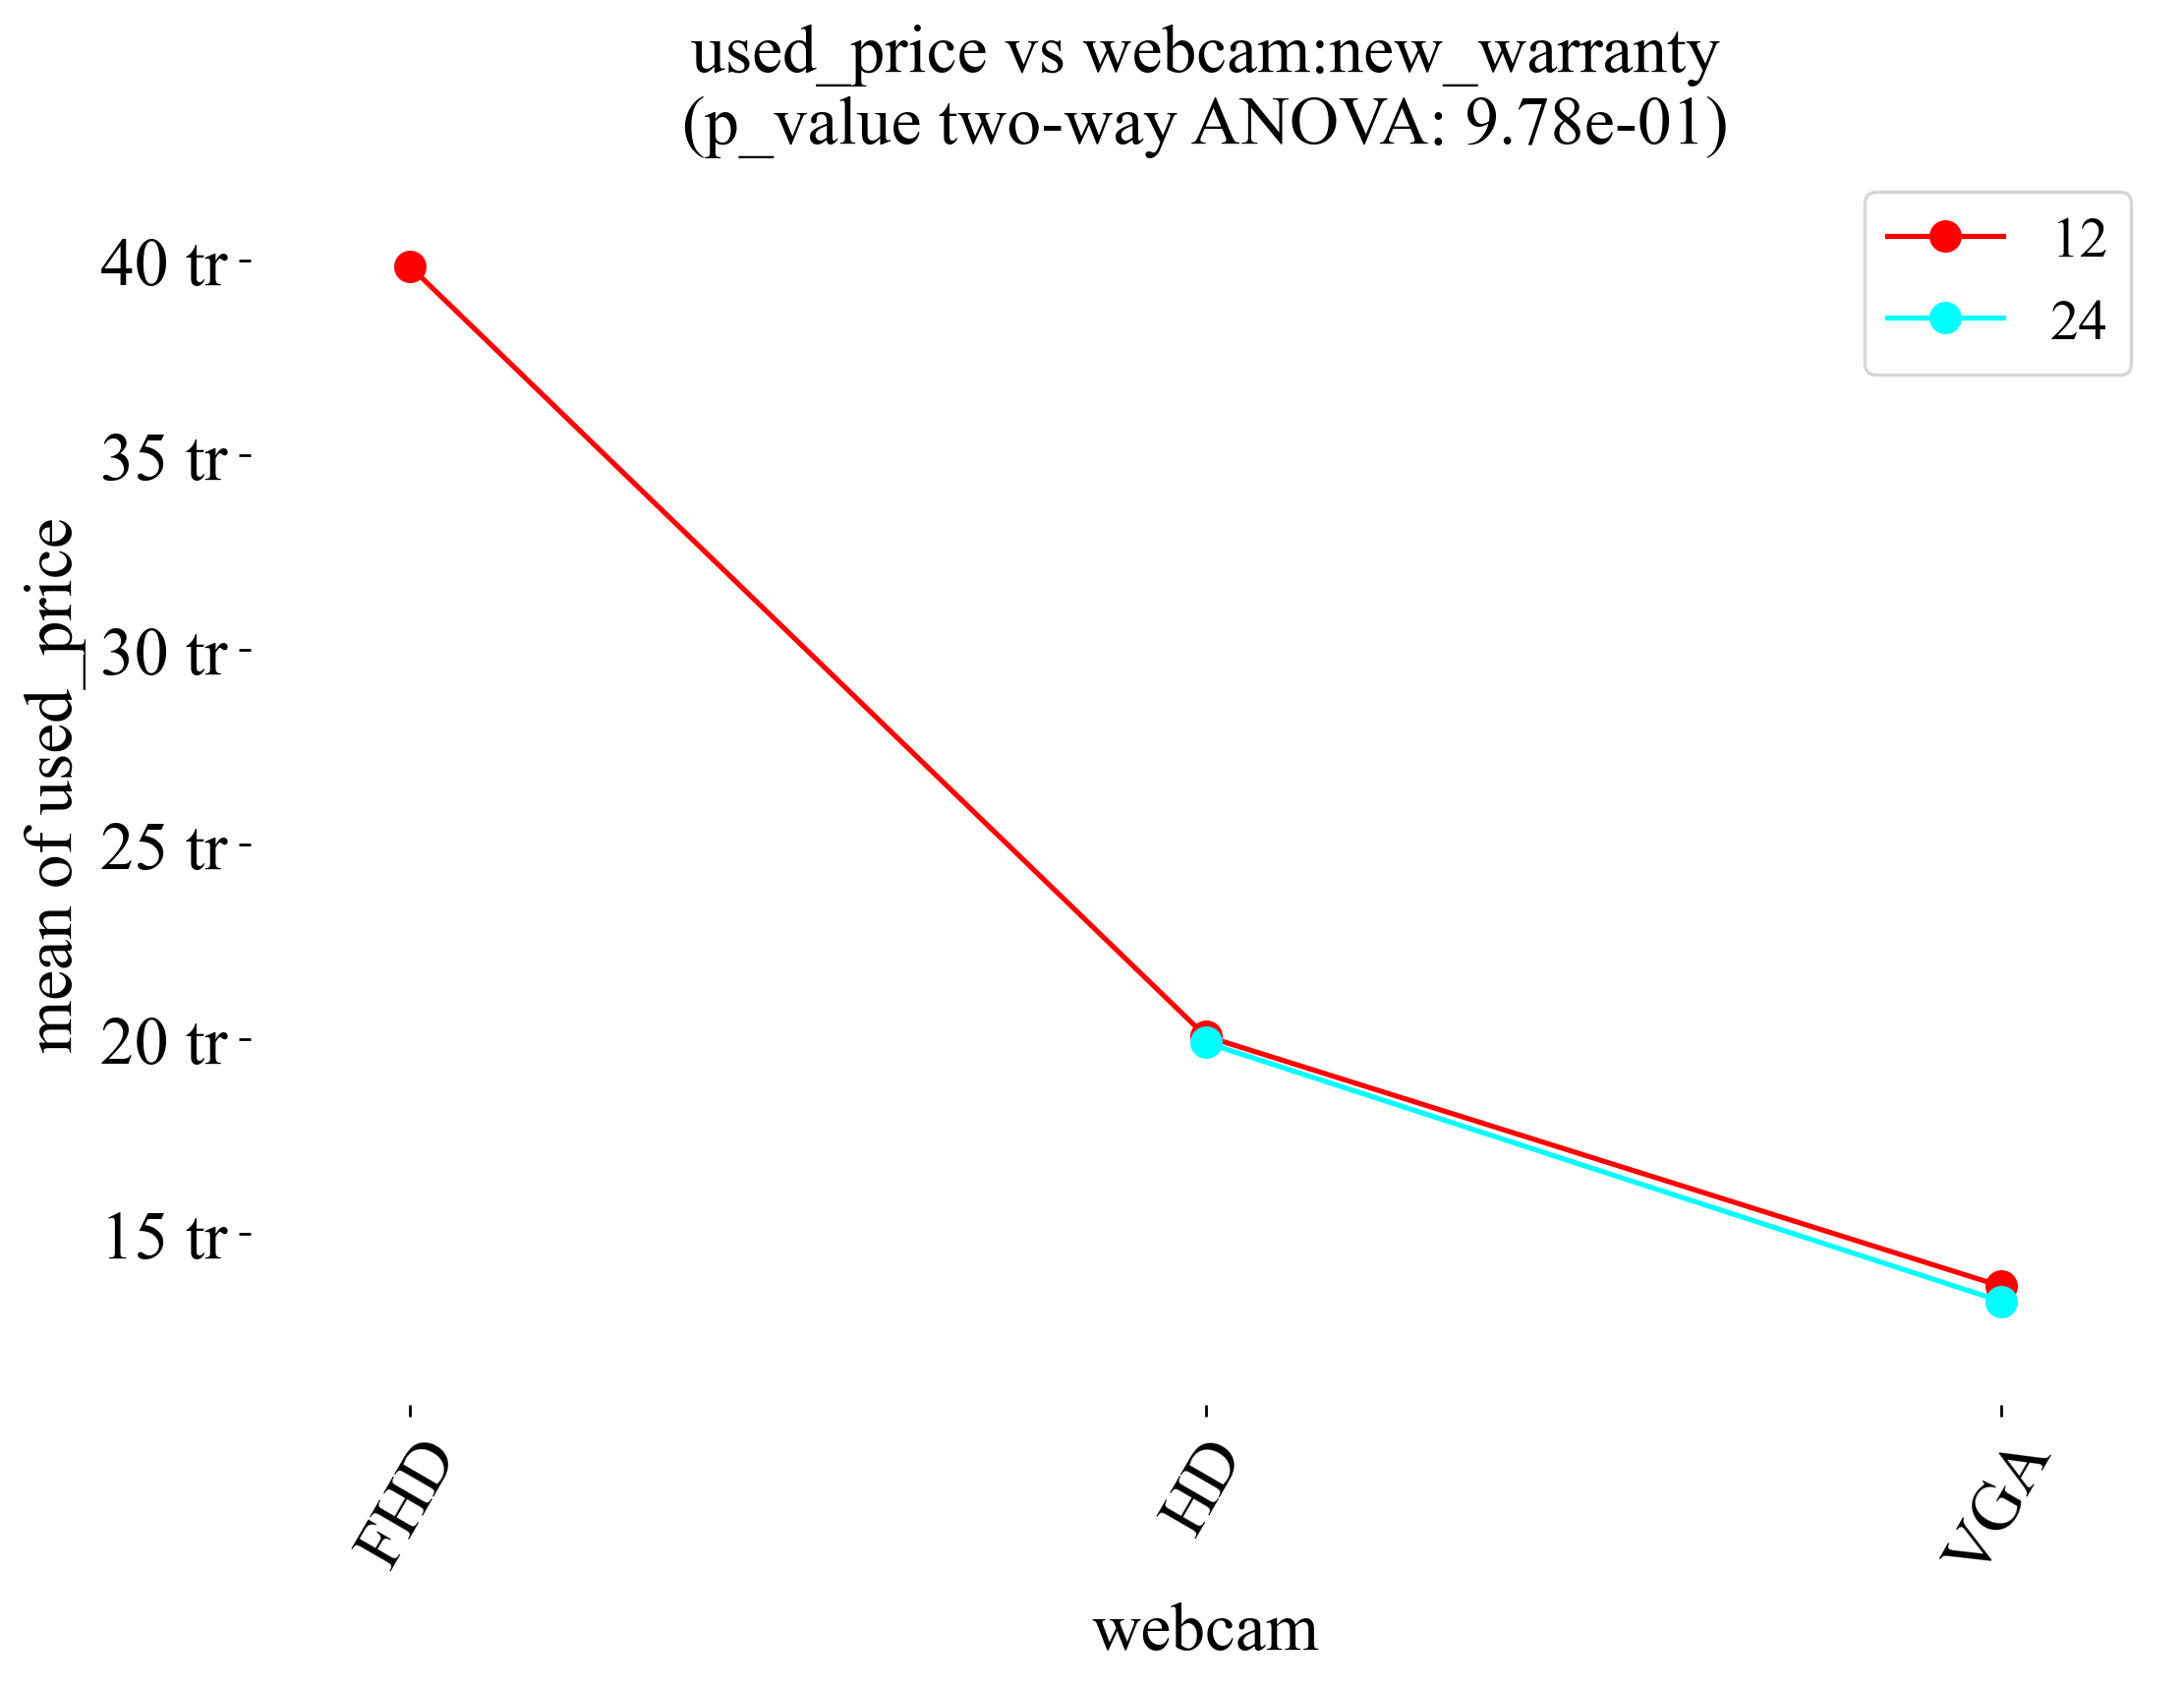 used_price vs webcam:new_warranty
(p_value two-way ANOVA: 9.78e-01)
12
24
40 tr
35 tr
30 tr
25 tr
20 tr
15 tr
mean of used_price
FHD
HD
VGA
webcam